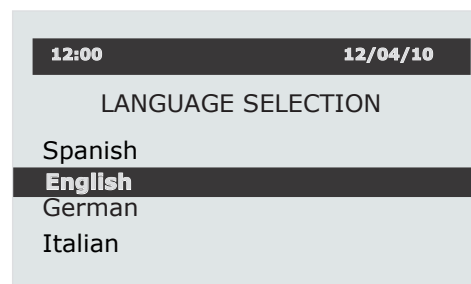 12:00 12/04/10
LANGUAGE SELECTION
Spanish
English
German
Italian